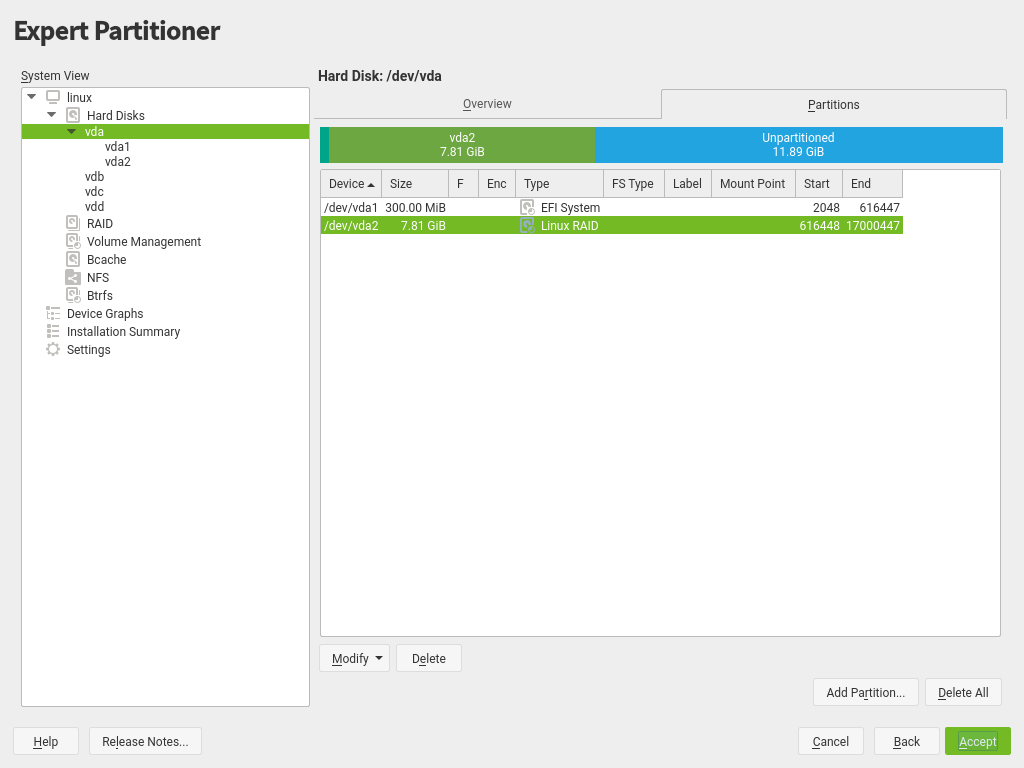 Expert Partitioner
System View
linux
Hard Disks
vda
vda1
vda2
vdb
vdc
vdd
RAID
Volume Management
Bcache
NFS
Btrfs
Device Graphs
Installation Summary
Settings
Hard Disk: /dev/vda
Overview
Partitions
vda2
7.81 GiB
Unpartitioned
11.89 GiB
Device Size F Enc Type FS Type Label Mount Point Start End
/dev/vda1 300.00 MiB EFI System 2048 616447
/dev/vda2 7.81 GiB Linux RAID 616448 17000447
Modify Delete
Add Partition... Delete All
Help Release Notes... Cancel Back Accept